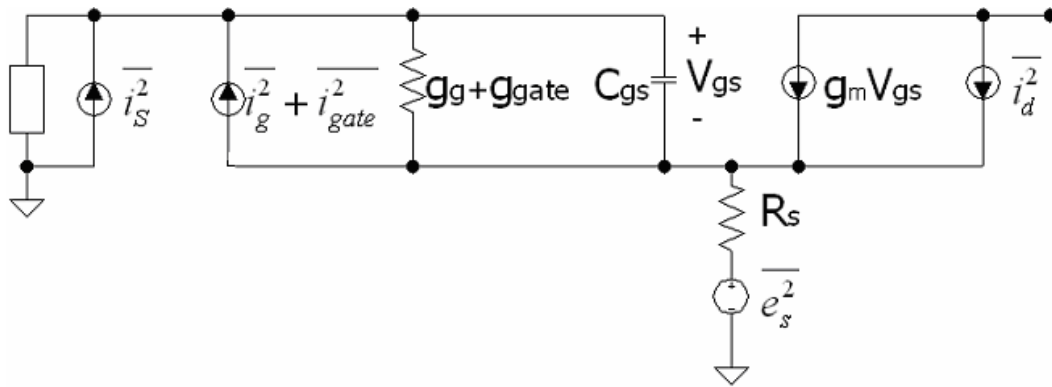 i_S^2
i_g^2 + i_gate^2
gg+ggate
Cgs
+
Vgs
-
gmVgs
i_d^2
Rs
+
-
e_s^2